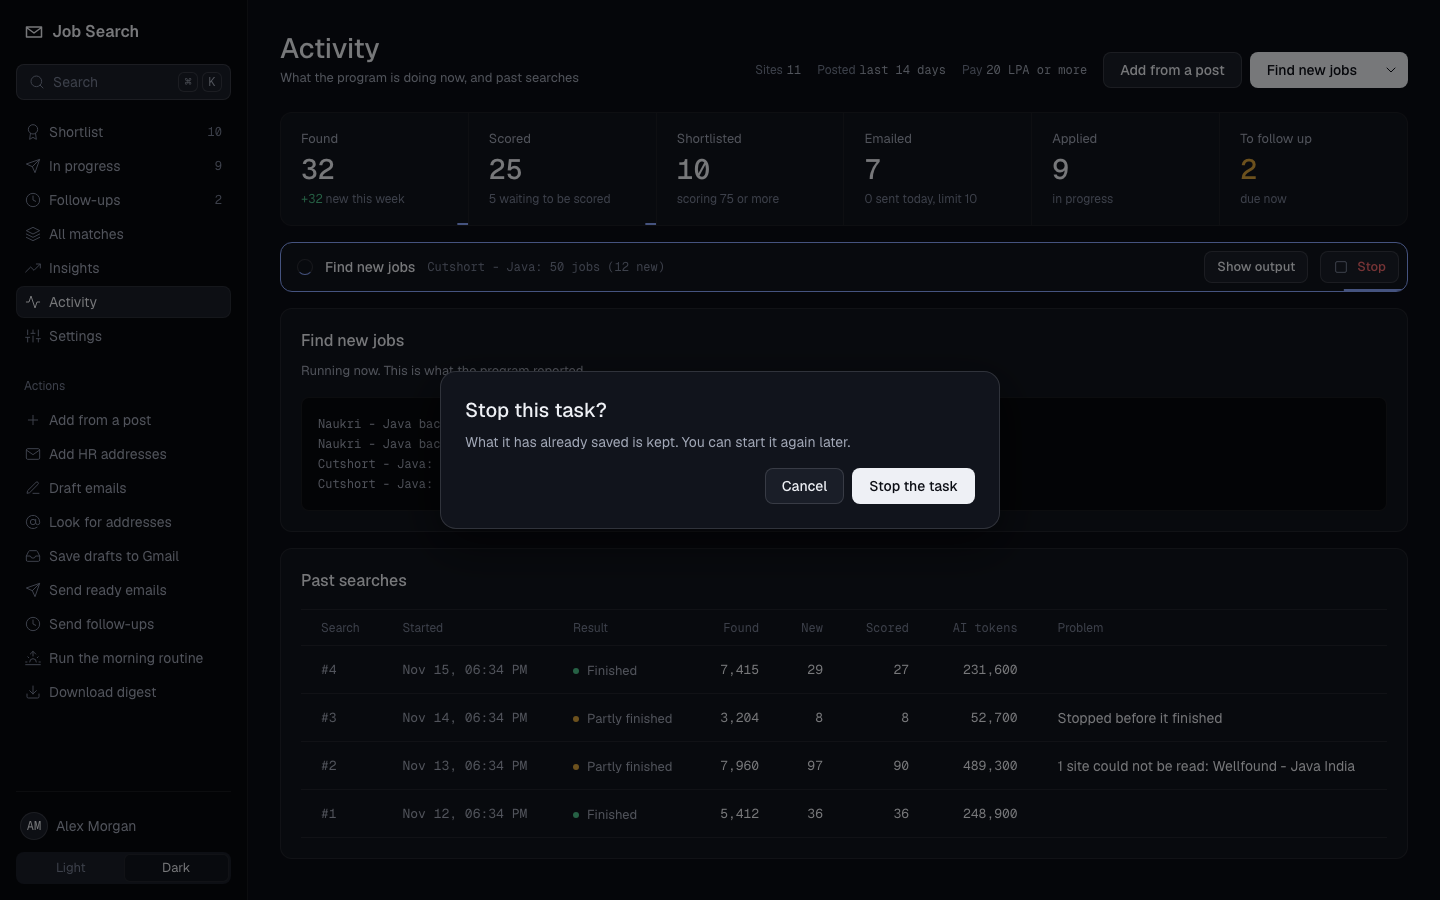 Job Search
Search ⌘ K
Shortlist 10
In progress 9
Follow-ups 2
All matches
Insights
Activity
Settings
Actions
Add from a post
Add HR addresses
Draft emails
Look for addresses
Save drafts to Gmail
Send ready emails
Send follow-ups
Run the morning routine
Download digest
AM Alex Morgan
Light Dark
Activity
What the program is doing now, and past searches
Sites 11 Posted last 14 days Pay 20 LPA or more
Add from a post
Find new jobs
Found
32
+32 new this week
Scored
25
5 waiting to be scored
Shortlisted
10
scoring 75 or more
Emailed
7
0 sent today, limit 10
Applied
9
in progress
To follow up
2
due now
Find new jobs Cutshort - Java: 50 jobs (12 new)
Show output Stop
Find new jobs
Running now. This is what the program reported.
Naukri - Java bac
Naukri - Java bac
Cutshort - Java:
Cutshort - Java:
Stop this task?
What it has already saved is kept. You can start it again later.
Cancel Stop the task
Past searches
Search Started Result Found New Scored AI tokens Problem
#4 Nov 15, 06:34 PM Finished 7,415 29 27 231,600
#3 Nov 14, 06:34 PM Partly finished 3,204 8 8 52,700 Stopped before it finished
#2 Nov 13, 06:34 PM Partly finished 7,960 97 90 489,300 1 site could not be read: Wellfound - Java India
#1 Nov 12, 06:34 PM Finished 5,412 36 36 248,900